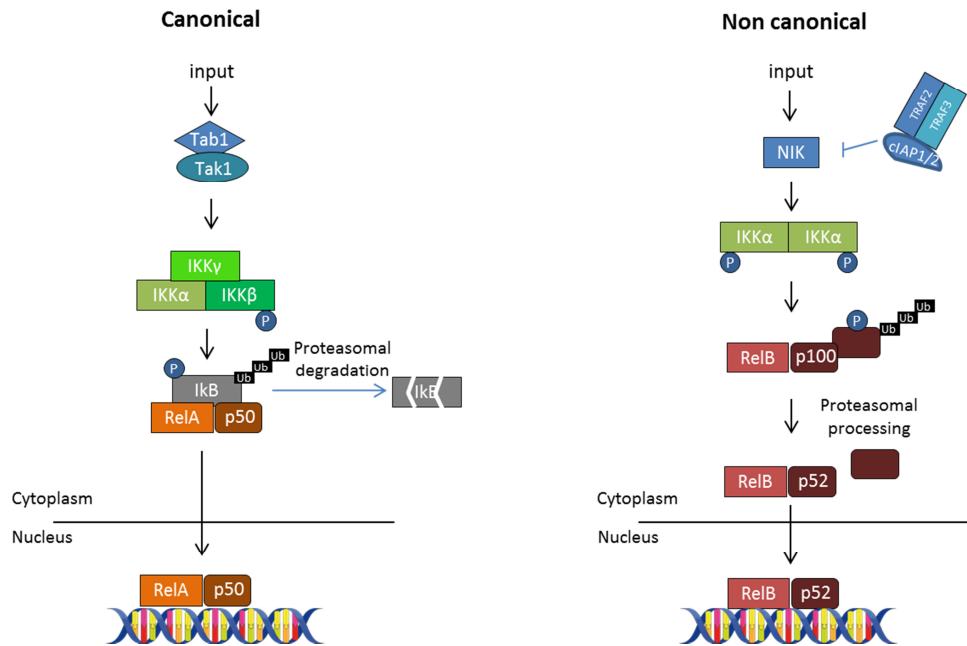 Canonical
input
Tab1
Tak1
IKKγ
IKKα
IKKβ
P
P
Ub
Ub
Ub
Proteasomal
degradation
IkB
IkB
RelA
p50
Cytoplasm
Nucleus
RelA
p50
Non canonical
input
TRAF2
TRAF3
cIAP1/2
NIK
IKKα
IKKα
P
P
P
Ub
Ub
Ub
RelB
p100
Proteasomal
processing
RelB
p52
Cytoplasm
Nucleus
RelB
p52